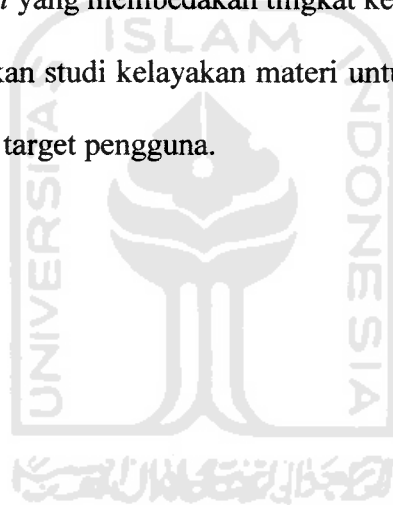 yang membedakan tingkat ke
kan studi kelayakan materi untu
target pengguna.
ISLAM
UNIVERSITAS
INDONESIA